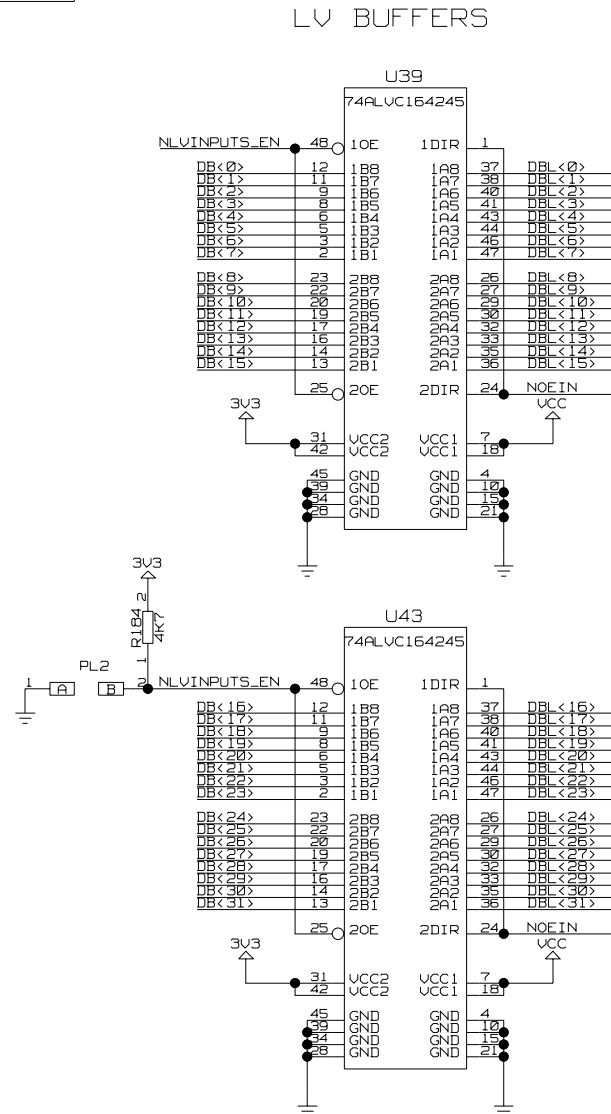 LV BUFFERS
U39
74ALVC164245
NLVINPUTS_EN 48 1OE 1DIR 1
DB<0> 12 1B8 1A8 37 DBL<0>
DB<1> 11 1B7 1A7 38 DBL<1>
DB<2> 9 1B6 1A6 40 DBL<2>
DB<3> 8 1B5 1A5 41 DBL<3>
DB<4> 6 1B4 1A4 43 DBL<4>
DB<5> 5 1B3 1A3 44 DBL<5>
DB<6> 3 1B2 1A2 46 DBL<6>
DB<7> 2 1B1 1A1 47 DBL<7>
DB<8> 23 2B8 2A8 26 DBL<8>
DB<9> 22 2B7 2A7 27 DBL<9>
DB<10> 20 2B6 2A6 29 DBL<10>
DB<11> 19 2B5 2A5 30 DBL<11>
DB<12> 17 2B4 2A4 32 DBL<12>
DB<13> 16 2B3 2A3 33 DBL<13>
DB<14> 14 2B2 2A2 35 DBL<14>
DB<15> 13 2B1 2A1 36 DBL<15>
25 2OE 2DIR 24 NOEIN
3V3 VCC
31 VCC2 VCC1 7
42 VCC2 VCC1 18
45 GND GND 4
39 GND GND 10
34 GND GND 15
28 GND GND 21
3V3
2 R184 4K7 1
U43
74ALVC164245
PL2
1 A B 2 NLVINPUTS_EN 48 1OE 1DIR 1
DB<16> 12 1B8 1A8 37 DBL<16>
DB<17> 11 1B7 1A7 38 DBL<17>
DB<18> 9 1B6 1A6 40 DBL<18>
DB<19> 8 1B5 1A5 41 DBL<19>
DB<20> 6 1B4 1A4 43 DBL<20>
DB<21> 5 1B3 1A3 44 DBL<21>
DB<22> 3 1B2 1A2 46 DBL<22>
DB<23> 2 1B1 1A1 47 DBL<23>
DB<24> 23 2B8 2A8 26 DBL<24>
DB<25> 22 2B7 2A7 27 DBL<25>
DB<26> 20 2B6 2A6 29 DBL<26>
DB<27> 19 2B5 2A5 30 DBL<27>
DB<28> 17 2B4 2A4 32 DBL<28>
DB<29> 16 2B3 2A3 33 DBL<29>
DB<30> 14 2B2 2A2 35 DBL<30>
DB<31> 13 2B1 2A1 36 DBL<31>
25 2OE 2DIR 24 NOEIN
3V3 VCC
31 VCC2 VCC1 7
42 VCC2 VCC1 18
45 GND GND 4
39 GND GND 10
34 GND GND 15
28 GND GND 21